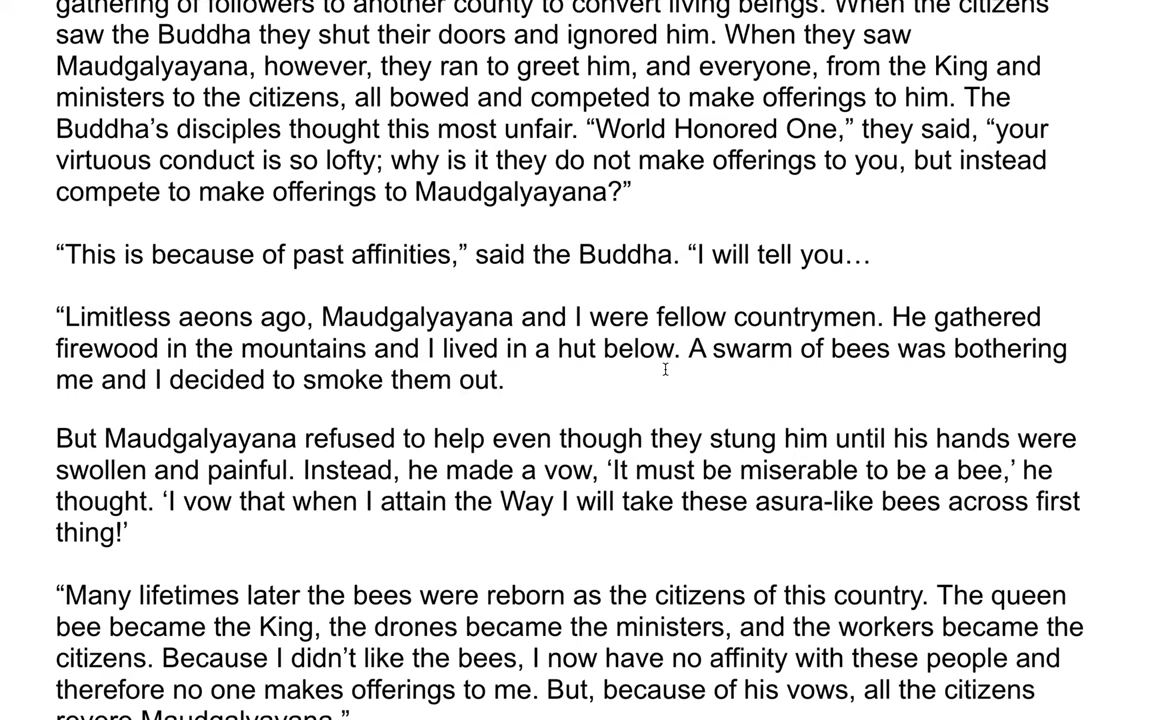 gathering of followers to another county to convert living beings. When the citizens
saw the Buddha they shut their doors and ignored him. When they saw
Maudgalyayana, however, they ran to greet him, and everyone, from the King and
ministers to the citizens, all bowed and competed to make offerings to him. The
Buddha’s disciples thought this most unfair. “World Honored One,” they said, “your
virtuous conduct is so lofty; why is it they do not make offerings to you, but instead
compete to make offerings to Maudgalyayana?”
“This is because of past affinities,” said the Buddha. “I will tell you…
“Limitless aeons ago, Maudgalyayana and I were fellow countrymen. He gathered
firewood in the mountains and I lived in a hut below. A swarm of bees was bothering
me and I decided to smoke them out.
But Maudgalyayana refused to help even though they stung him until his hands were
swollen and painful. Instead, he made a vow, ‘It must be miserable to be a bee,’ he
thought. ‘I vow that when I attain the Way I will take these asura-like bees across first
thing!’
“Many lifetimes later the bees were reborn as the citizens of this country. The queen
bee became the King, the drones became the ministers, and the workers became the
citizens. Because I didn’t like the bees, I now have no affinity with these people and
therefore no one makes offerings to me. But, because of his vows, all the citizens
revere Maudgalyayana.”